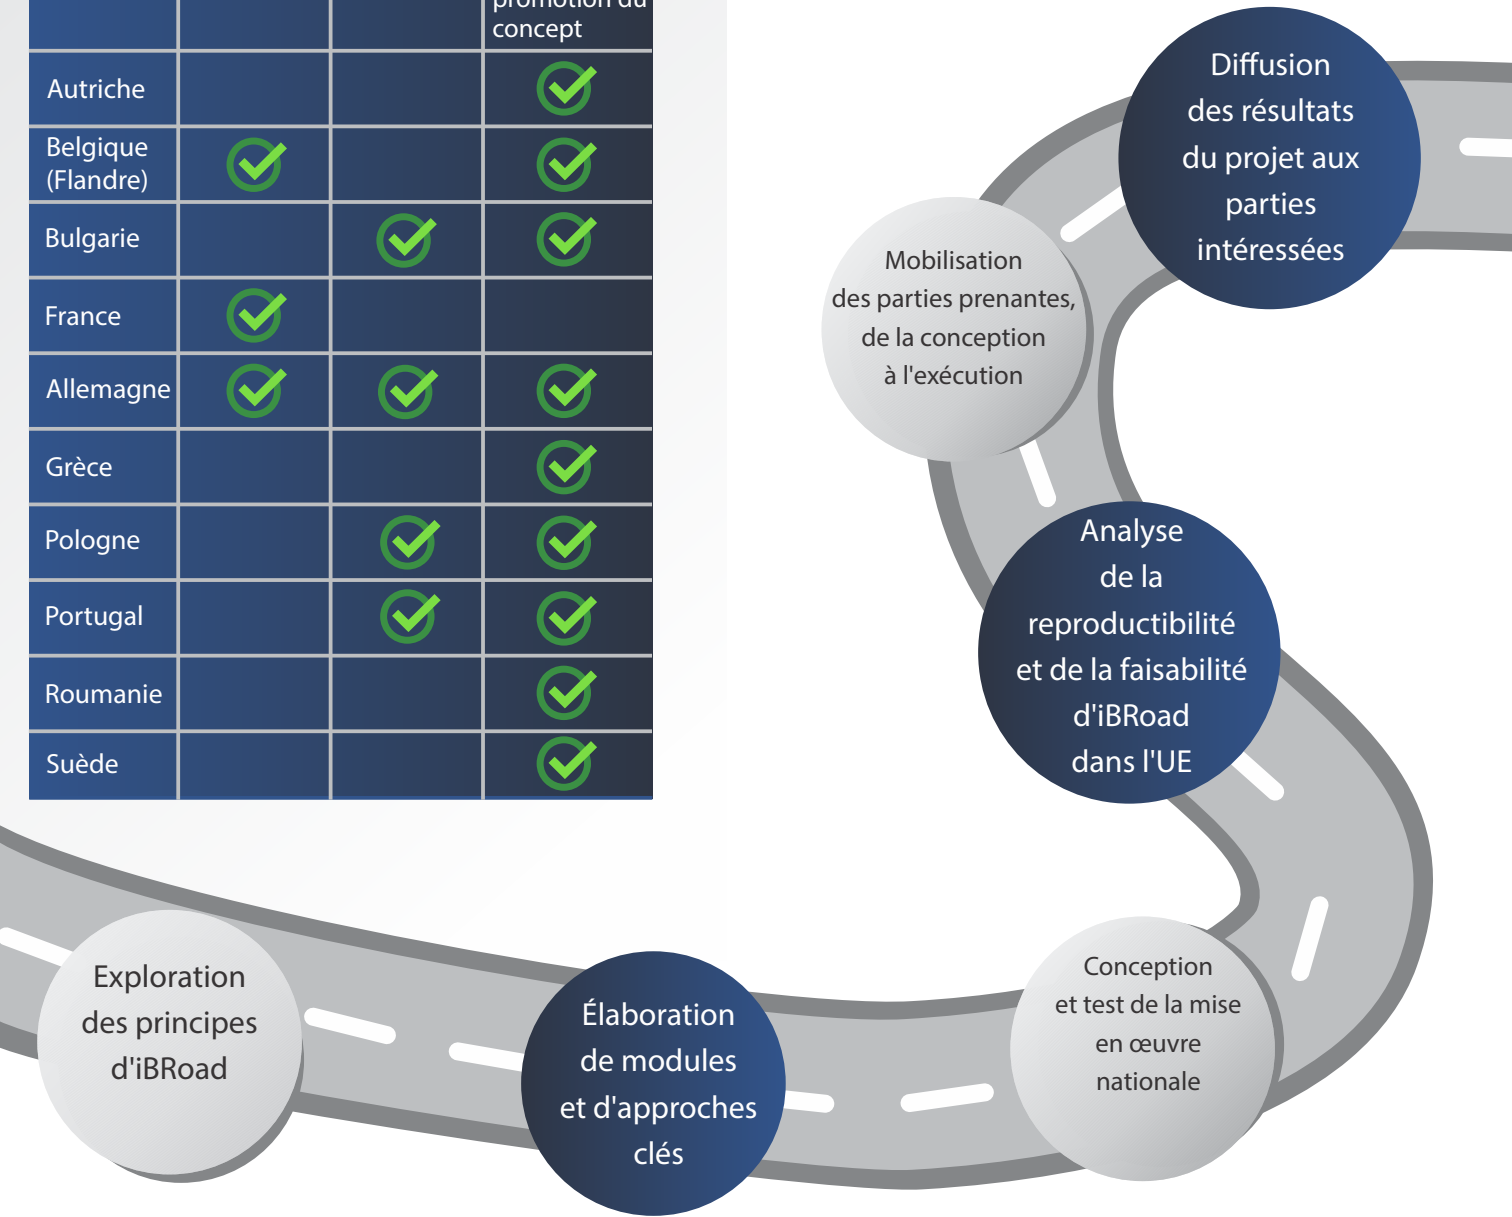 promotion du
concept
Autriche
Belgique
(Flandre)
Bulgarie
France
Allemagne
Grèce
Pologne
Portugal
Roumanie
Suède
Diffusion
des résultats
du projet aux
parties
intéressées
Mobilisation
des parties prenantes,
de la conception
à l'exécution
Analyse
de la
reproductibilité
et de la faisabilité
d'iBRoad
dans l'UE
Exploration
des principes
d'iBRoad
Élaboration
de modules
et d'approches
clés
Conception
et test de la mise
en œuvre
nationale